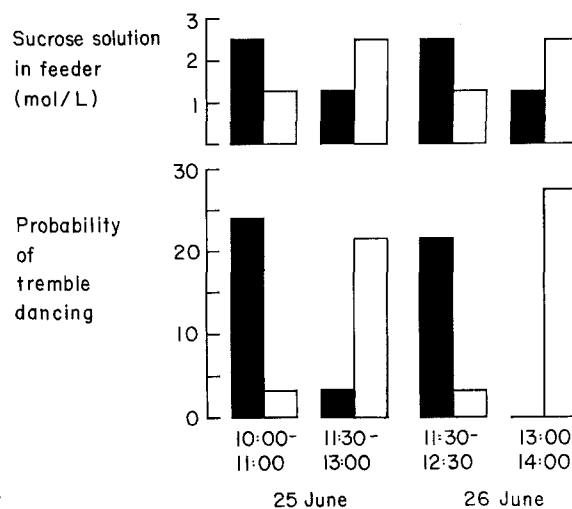 Sucrose solution
in feeder
(mol/L)
3
2
1
Probability
of
tremble
dancing
30
20
10
0
10:00-
11:00
11:30-
13:00
11:30-
12:30
13:00
14:00
25 June
26 June